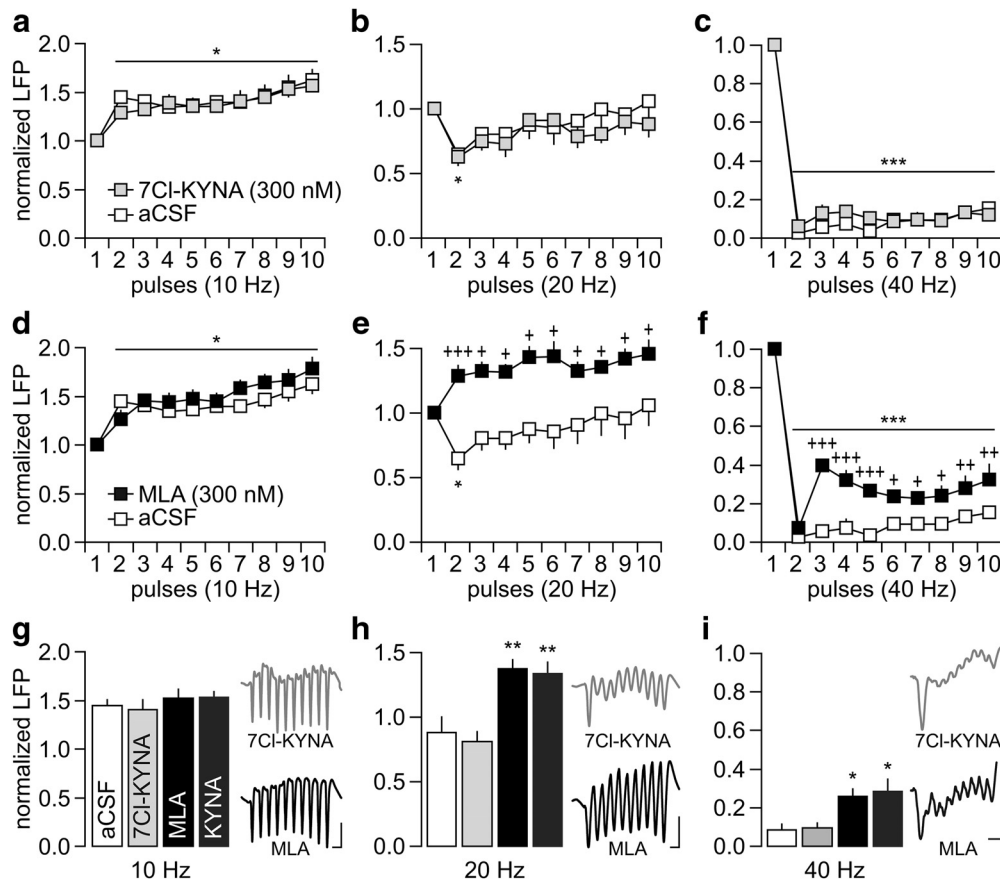 a
b
c
normalized LFP
2.0
1.5
1.0
0.5
0.0
*
7Cl-KYNA (300 nM)
aCSF
1 2 3 4 5 6 7 8 9 10
pulses (10 Hz)
1.5
1.0
0.5
0.0
*
1 2 3 4 5 6 7 8 9 10
pulses (20 Hz)
1.0
0.8
0.6
0.4
0.2
0.0
***
1 2 3 4 5 6 7 8 9 10
pulses (40 Hz)
d
e
f
normalized LFP
2.0
1.5
1.0
0.5
0.0
*
MLA (300 nM)
aCSF
1 2 3 4 5 6 7 8 9 10
pulses (10 Hz)
1.5
1.0
0.5
0.0
+++ + + + + + + + +
*
1 2 3 4 5 6 7 8 9 10
pulses (20 Hz)
1.0
0.8
0.6
0.4
0.2
0.0
***
+++ +++ +++ + + + ++ ++
1 2 3 4 5 6 7 8 9 10
pulses (40 Hz)
g
h
i
normalized LFP
2.0
1.5
1.0
0.5
0.0
aCSF
7Cl-KYNA
MLA
KYNA
10 Hz
7Cl-KYNA
MLA
1.5
1.0
0.5
0.0
** **
20 Hz
7Cl-KYNA
MLA
1.0
0.8
0.6
0.4
0.2
0.0
* *
40 Hz
7Cl-KYNA
MLA